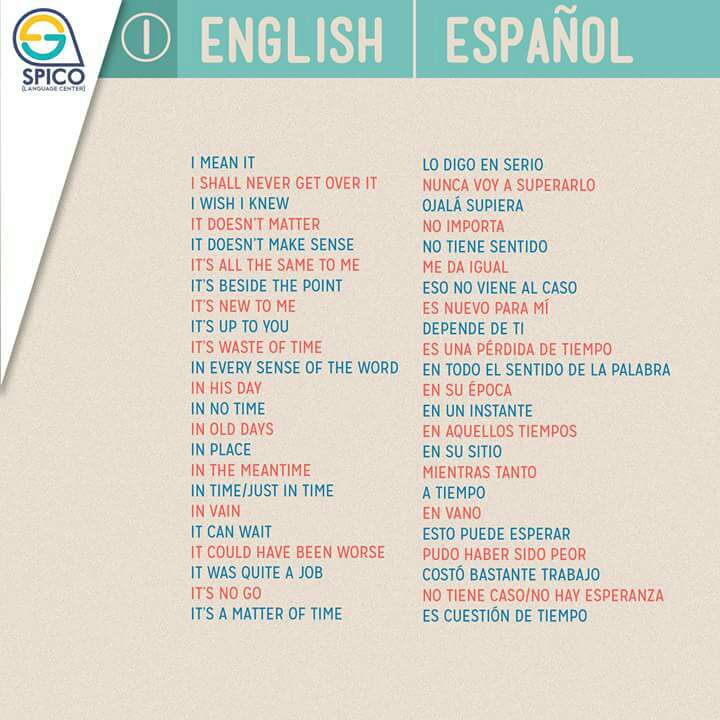 SPICO
(LANGUAGE CENTER)
I ENGLISH ESPAÑOL
I MEAN IT LO DIGO EN SERIO
I SHALL NEVER GET OVER IT NUNCA VOY A SUPERARLO
I WISH I KNEW OJALÁ SUPIERA
IT DOESN'T MATTER NO IMPORTA
IT DOESN'T MAKE SENSE NO TIENE SENTIDO
IT'S ALL THE SAME TO ME ME DA IGUAL
IT'S BESIDE THE POINT ESO NO VIENE AL CASO
IT'S NEW TO ME ES NUEVO PARA MÍ
IT'S UP TO YOU DEPENDE DE TI
IT'S WASTE OF TIME ES UNA PÉRDIDA DE TIEMPO
IN EVERY SENSE OF THE WORD EN TODO EL SENTIDO DE LA PALABRA
IN HIS DAY EN SU ÉPOCA
IN NO TIME EN UN INSTANTE
IN OLD DAYS EN AQUELLOS TIEMPOS
IN PLACE EN SU SITIO
IN THE MEANTIME MIENTRAS TANTO
IN TIME/JUST IN TIME A TIEMPO
IN VAIN EN VANO
IT CAN WAIT ESTO PUEDE ESPERAR
IT COULD HAVE BEEN WORSE PUDO HABER SIDO PEOR
IT WAS QUITE A JOB COSTÓ BASTANTE TRABAJO
IT'S NO GO NO TIENE CASO/NO HAY ESPERANZA
IT'S A MATTER OF TIME ES CUESTIÓN DE TIEMPO